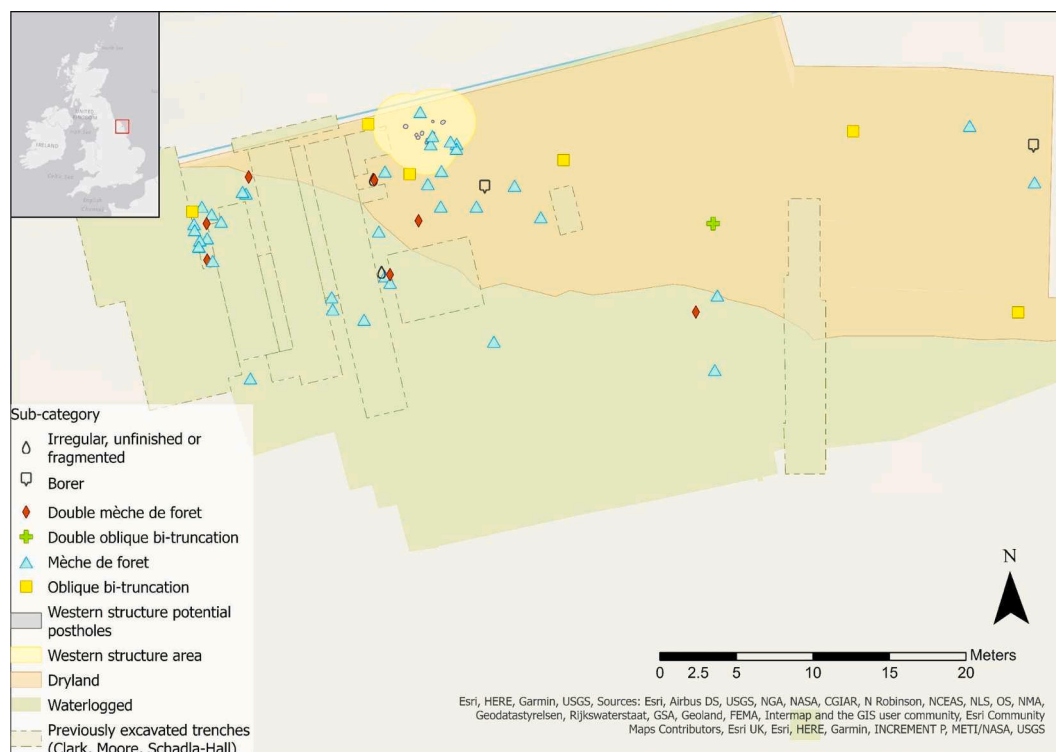 UNITED
KINGDOM
IRELAND
Sub-category
Irregular, unfinished or
fragmented
Borer
Double mèche de foret
Double oblique bi-truncation
Mèche de foret
Oblique bi-truncation
Western structure potential
postholes
Western structure area
Dryland
Waterlogged
Previously excavated trenches
(Clark, Moore, Schadla-Hall)
N
Meters
0 2.5 5 10 15 20
Esri, HERE, Garmin, USGS, Sources: Esri, Airbus DS, USGS, NGA, NASA, CGIAR, N Robinson, NCEAS, NLS, OS, NMA,
Geodatastyrelsen, Rijkswaterstaat, GSA, Geoland, FEMA, Intermap and the GIS user community, Esri Community
Maps Contributors, Esri UK, Esri, HERE, Garmin, INCREMENT P, METI/NASA, USGS